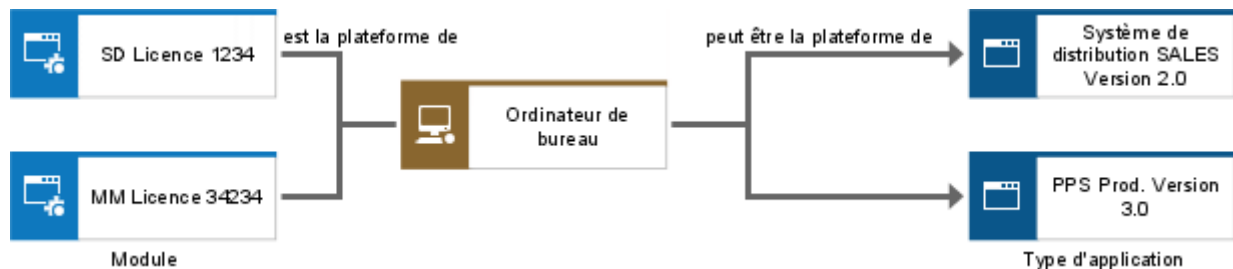 SD Licence 1234
est la plateforme de
peut être la plateforme de
Système de
distribution SALES
Version 2.0
Ordinateur de
bureau
MM Licence 34234
PPS Prod. Version
3.0
Module
Type d'application